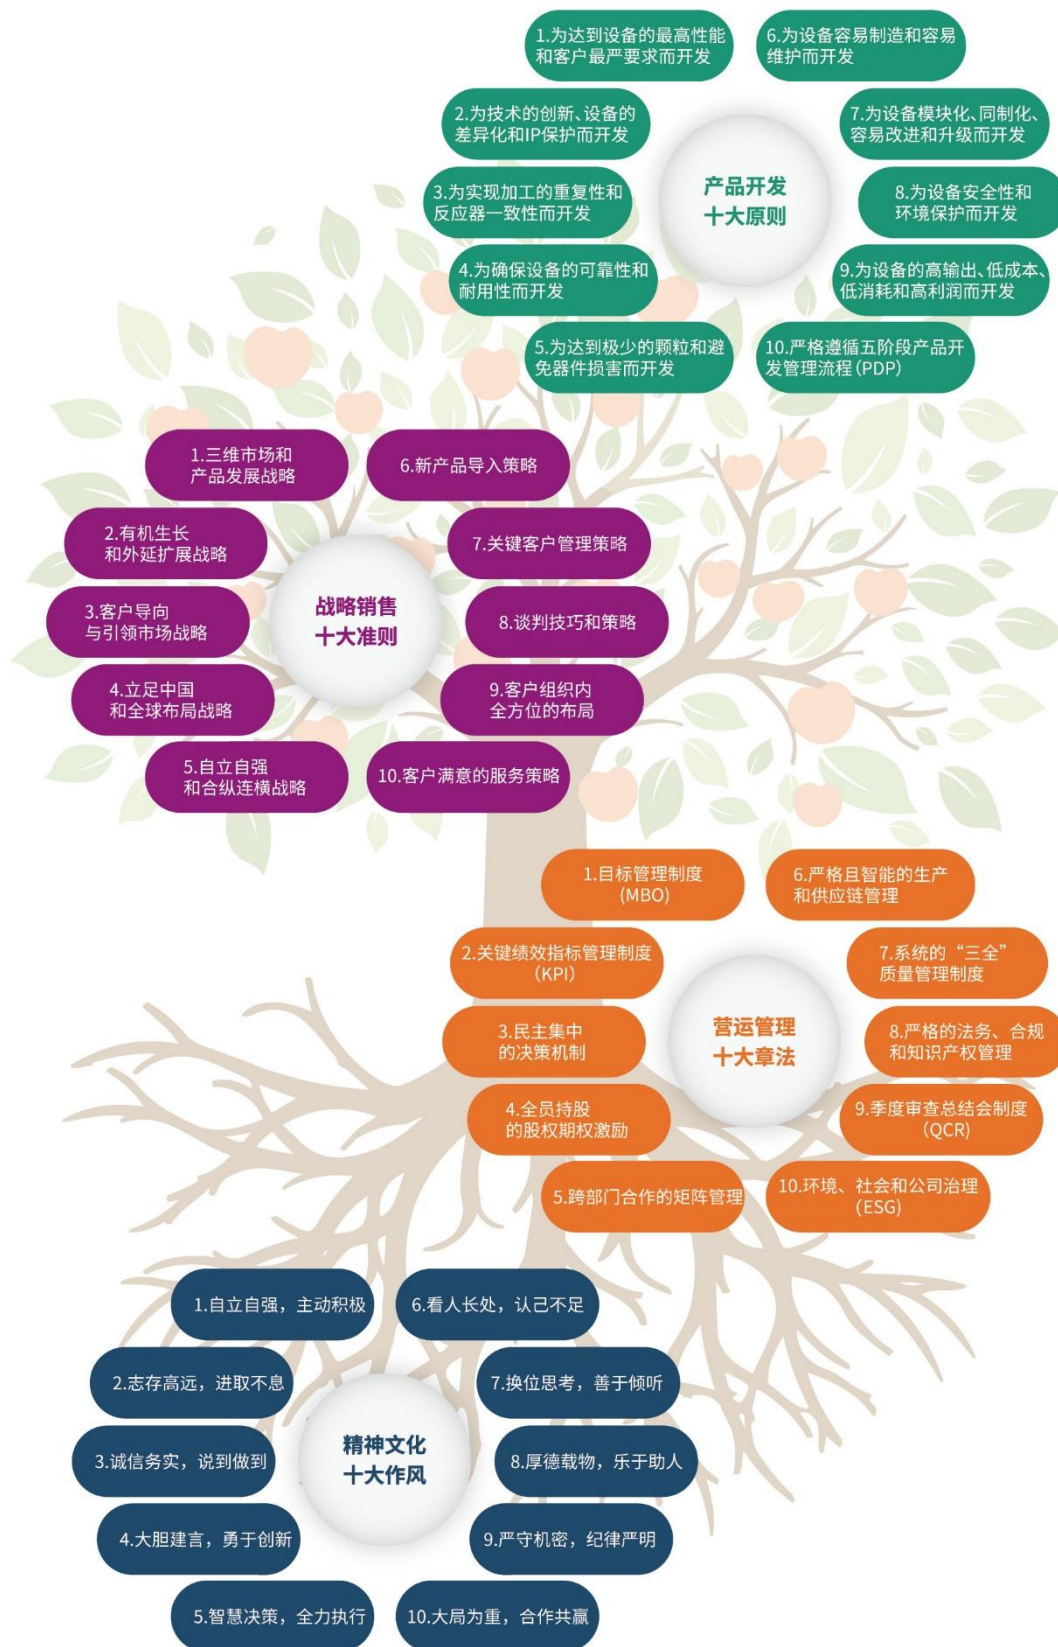 产品开发
十大原则
1.为达到设备的最高性能
和客户最严要求而开发
2.为技术的创新、设备的
差异化和IP保护而开发
3.为实现加工的重复性和
反应器一致性而开发
4.为确保设备的可靠性和
耐用性而开发
5.为达到极少的颗粒和避
免器件损害而开发
6.为设备容易制造和容易
维护而开发
7.为设备模块化、同制化、
容易改进和升级而开发
8.为设备安全性和
环境保护而开发
9.为设备的高输出、低成本、
低消耗和高利润而开发
10.严格遵循五阶段产品开
发管理流程(PDP)
战略销售
十大准则
1.三维市场和
产品发展战略
2.有机生长
和外延扩展战略
3.客户导向
与引领市场战略
4.立足中国
和全球布局战略
5.自立自强
和合纵连横战略
6.新产品导入策略
7.关键客户管理策略
8.谈判技巧和策略
9.客户组织内
全方位的布局
10.客户满意的服务策略
营运管理
十大章法
1.目标管理制度
(MBO)
2.关键绩效指标管理制度
(KPI)
3.民主集中
的决策机制
4.全员持股
的股权期权激励
5.跨部门合作的矩阵管理
6.严格且智能的生产
和供应链管理
7.系统的“三全”
质量管理制度
8.严格的法务、合规
和知识产权管理
9.季度审查总结会制度
(QCR)
10.环境、社会和公司治理
(ESG)
精神文化
十大作风
1.自立自强，主动积极
2.志存高远，进取不息
3.诚信务实，说到做到
4.大胆建言，勇于创新
5.智慧决策，全力执行
6.看人长处，认己不足
7.换位思考，善于倾听
8.厚德载物，乐于助人
9.严守机密，纪律严明
10.大局为重，合作共赢